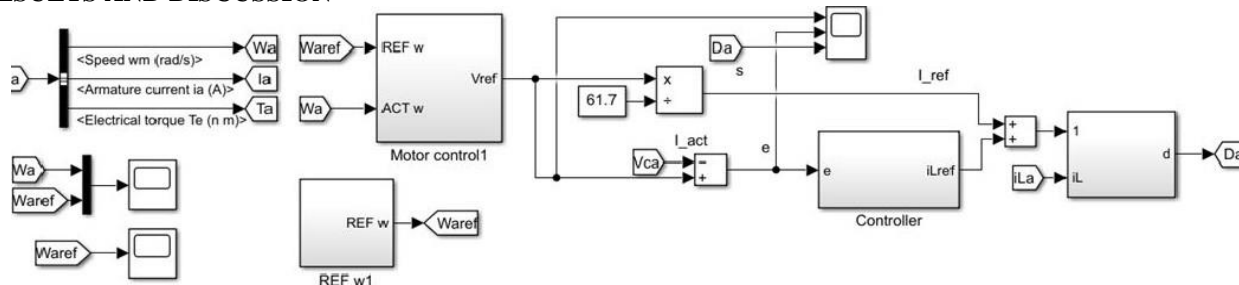 RESULTS AND DISCUSSION
a
<Speed wm (rad/s)>
<Armature current ia (A)>
<Electrical torque Te (n m)>
Wa
Ia
Ta
Wa
Waref
Waref
Waref
Wa
REF w
ACT w
Vref
Motor control1
REF w
REF w1
Waref
61.7
x
÷
Da
s
I_act
Vca
−
+
e
e
iLref
Controller
I_ref
+
+
iLa
1
iL
d
Da